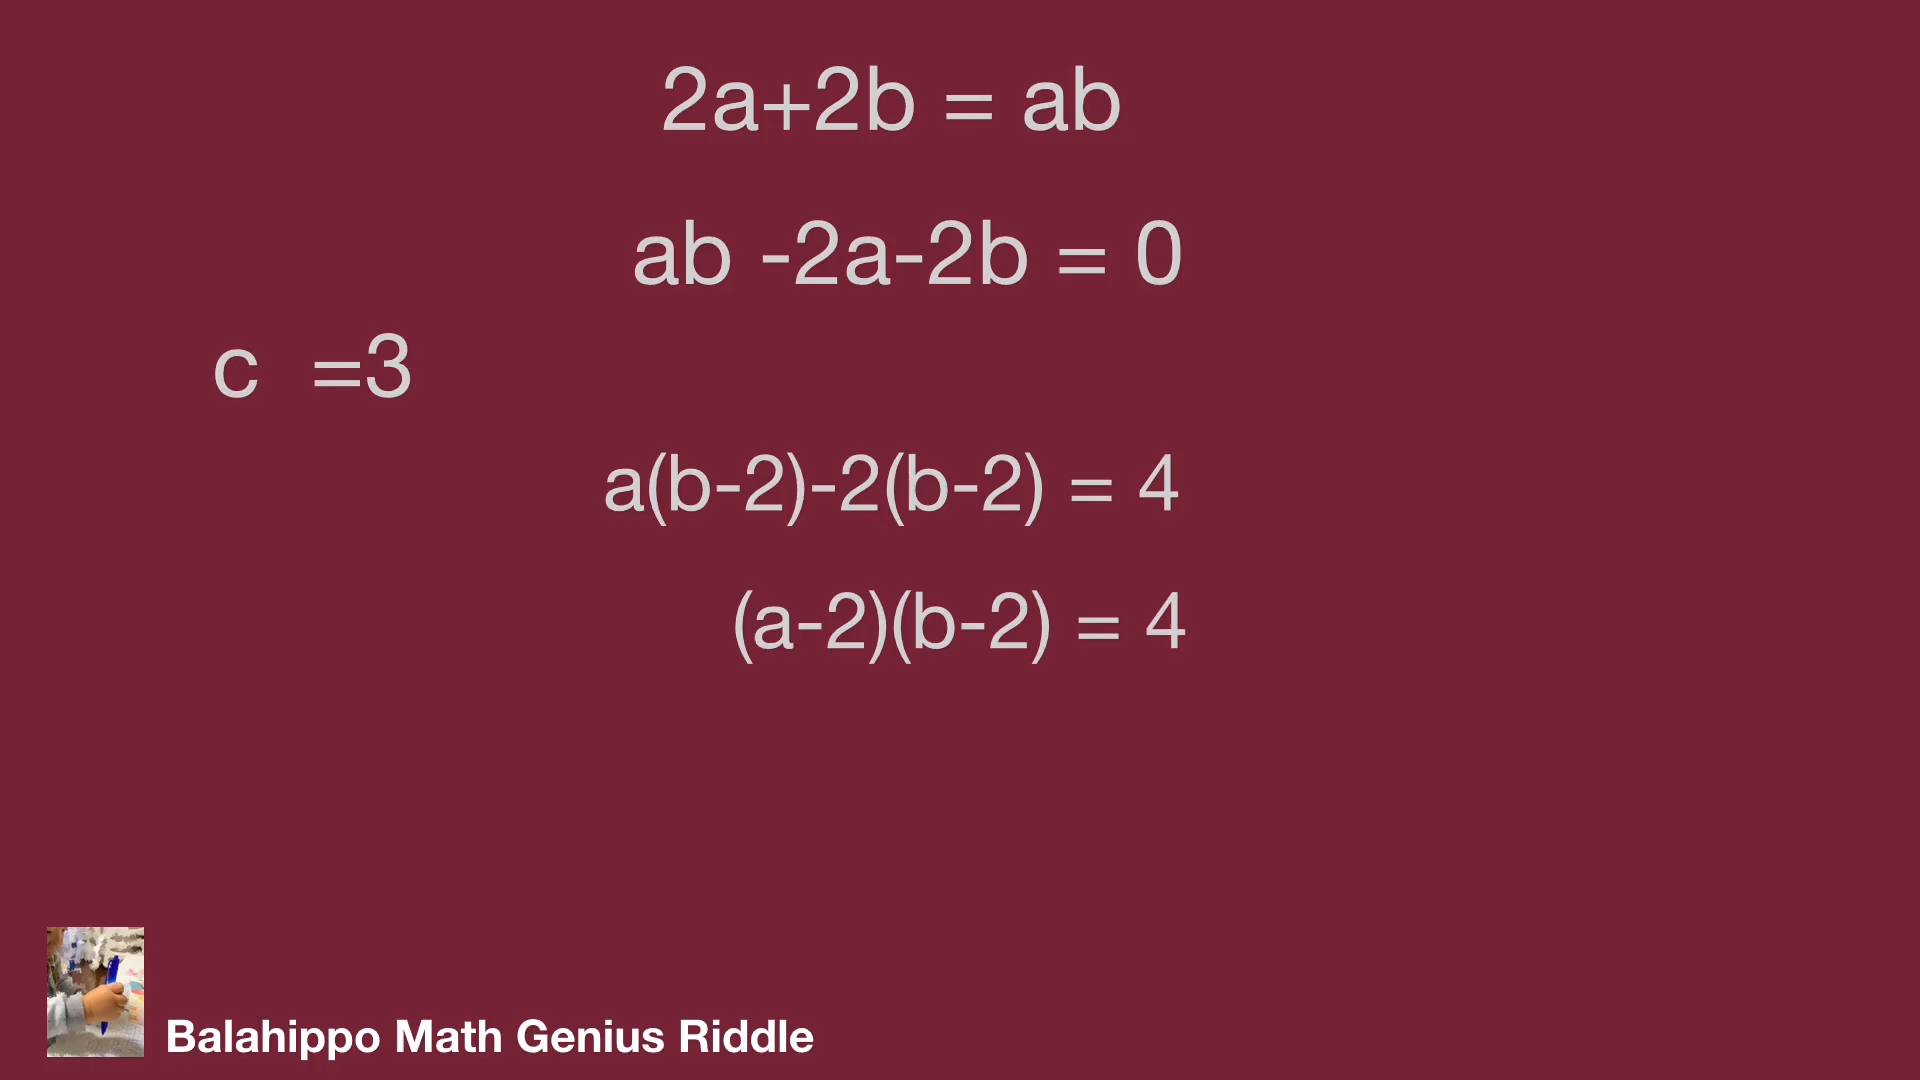 2a+2b = ab
ab -2a-2b = 0
c =3
a(b-2)-2(b-2) = 4
(a-2)(b-2) = 4
Balahippo Math Genius Riddle